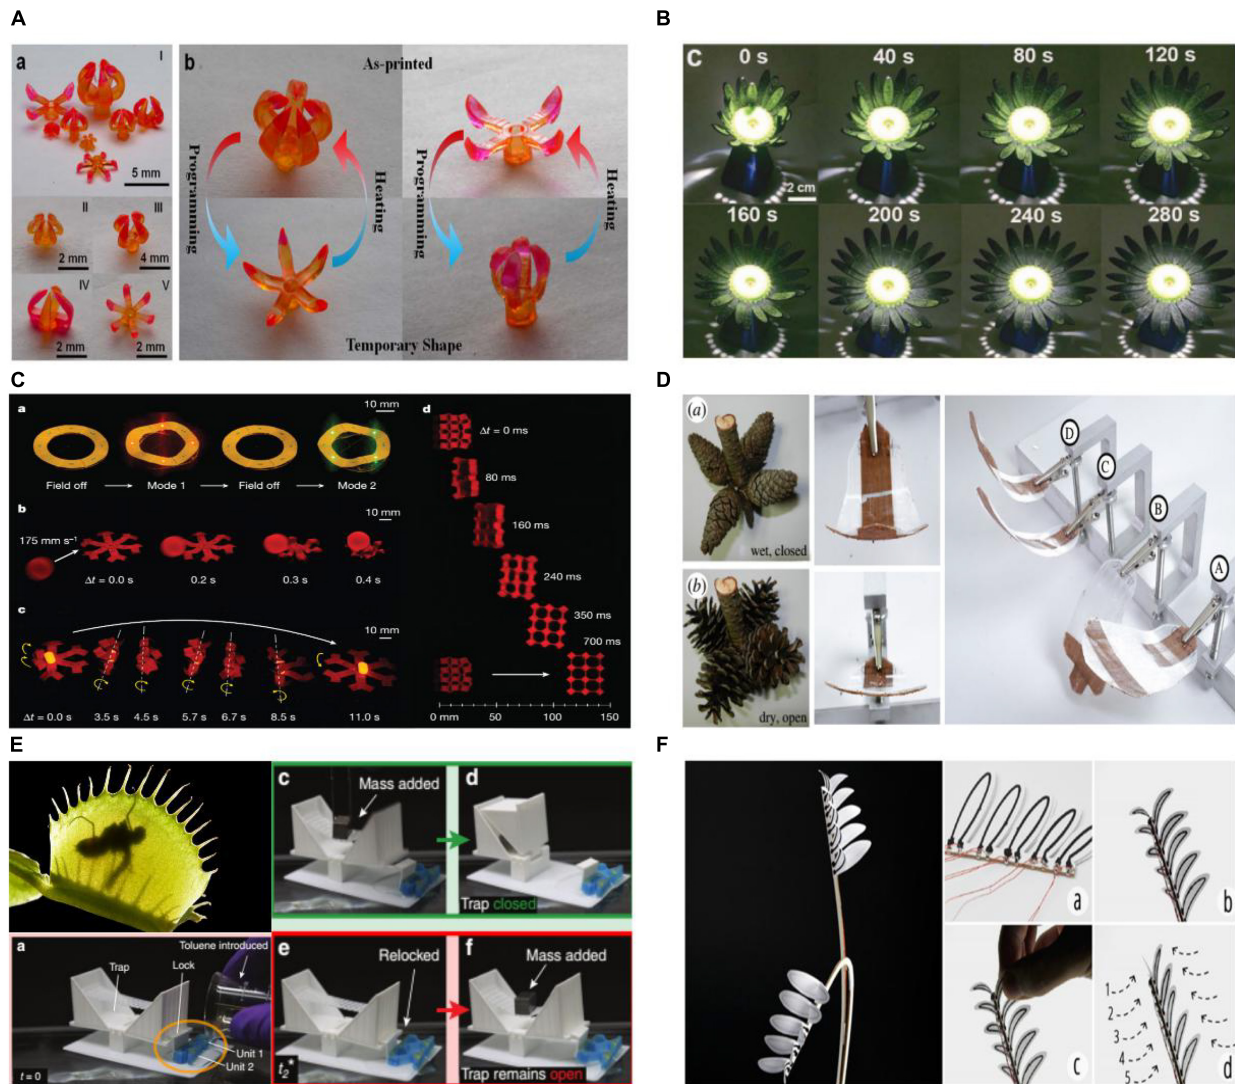 A
a
I
5 mm
II
III
2 mm
4 mm
IV
V
2 mm
2 mm
b
As-printed
Programming
Heating
Programming
Heating
Temporary Shape
B
c
0 s
40 s
80 s
120 s
2 cm
160 s
200 s
240 s
280 s
C
a
10 mm
Field off
Mode 1
Field off
Mode 2
b
10 mm
175 mm s⁻¹
Δt = 0.0 s
0.2 s
0.3 s
0.4 s
c
10 mm
Δt = 0.0 s
3.5 s
4.5 s
5.7 s
6.7 s
8.5 s
11.0 s
d
Δt = 0 ms
80 ms
160 ms
240 ms
350 ms
700 ms
0 mm
50
100
150
D
(a)
wet, closed
(b)
dry, open
D
C
B
A
E
c
Mass added
d
Trap closed
a
Toluene introduced
Trap
Lock
Unit 1
Unit 2
t = 0
e
Relocked
t₂*
f
Mass added
Trap remains open
F
a
b
c
1
2
3
4
5
d